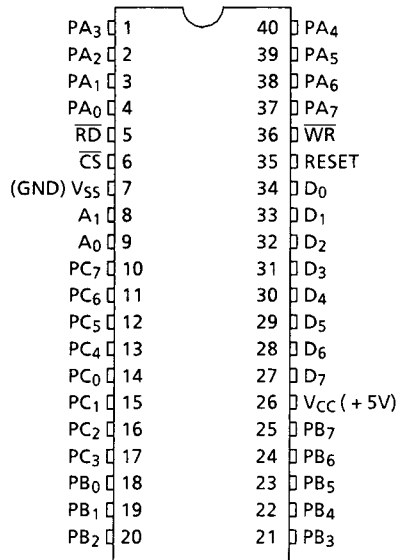 PA3 1 40 PA4
PA2 2 39 PA5
PA1 3 38 PA6
PA0 4 37 PA7
R̅D̅ 5 36 W̅R̅
C̅S̅ 6 35 RESET
(GND) VSS 7 34 D0
A1 8 33 D1
A0 9 32 D2
PC7 10 31 D3
PC6 11 30 D4
PC5 12 29 D5
PC4 13 28 D6
PC0 14 27 D7
PC1 15 26 VCC (+5V)
PC2 16 25 PB7
PC3 17 24 PB6
PB0 18 23 PB5
PB1 19 22 PB4
PB2 20 21 PB3